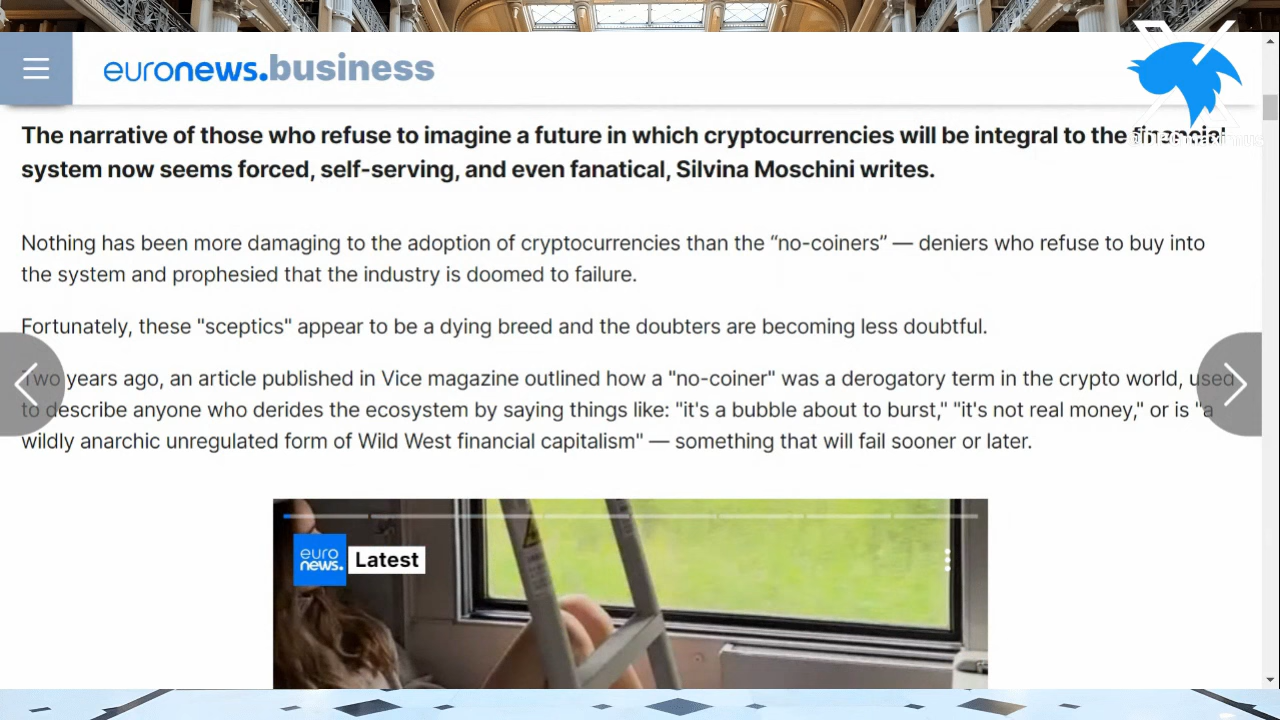 euronews.business
The narrative of those who refuse to imagine a future in which cryptocurrencies will be integral to the financial
system now seems forced, self-serving, and even fanatical, Silvina Moschini writes.
Nothing has been more damaging to the adoption of cryptocurrencies than the “no-coiners” — deniers who refuse to buy into
the system and prophesied that the industry is doomed to failure.
Fortunately, these "sceptics" appear to be a dying breed and the doubters are becoming less doubtful.
Two years ago, an article published in Vice magazine outlined how a "no-coiner" was a derogatory term in the crypto world, used
to describe anyone who derides the ecosystem by saying things like: "it's a bubble about to burst," "it's not real money," or is "a
wildly anarchic unregulated form of Wild West financial capitalism" — something that will fail sooner or later.
euro
news.
Latest